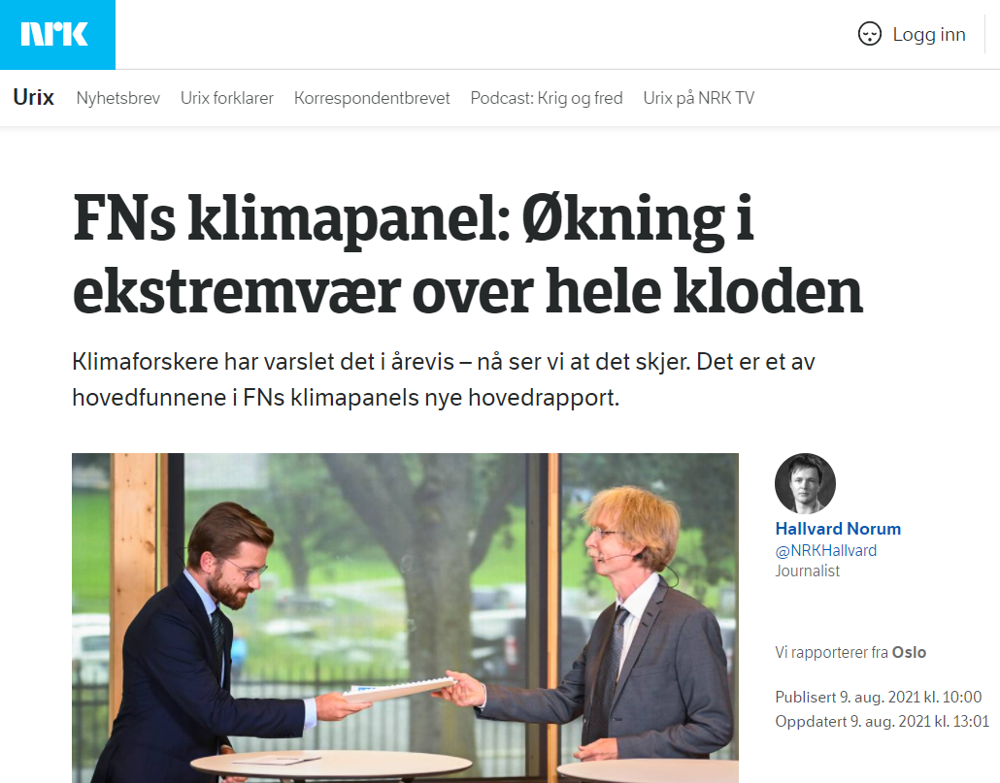 NRK
Logg inn
Urix Nyhetsbrev Urix forklarer Korrespondentbrevet Podcast: Krig og fred Urix på NRK TV
FNs klimapanel: Økning i
ekstremvær over hele kloden
Klimaforskere har varslet det i årevis – nå ser vi at det skjer. Det er et av
hovedfunnene i FNs klimapanels nye hovedrapport.
Hallvard Norum
@NRKHallvard
Journalist
Vi rapporterer fra Oslo
Publisert 9. aug. 2021 kl. 10:00
Oppdatert 9. aug. 2021 kl. 13:01